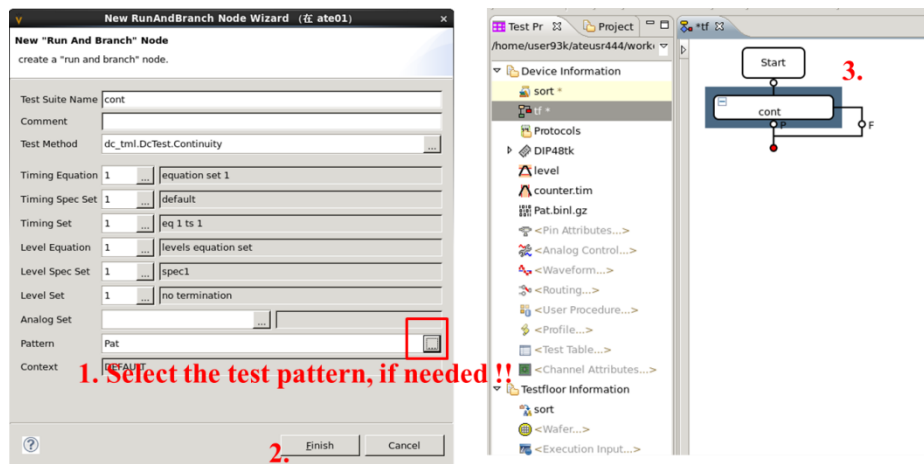 New RunAndBranch Node Wizard （在 ate01）
New "Run And Branch" Node
create a "run and branch" node.
Test Suite Name cont
Comment
Test Method dc_tml.DcTest.Continuity ...
Timing Equation 1 ... equation set 1
Timing Spec Set 1 ... default
Timing Set 1 ... eq 1 ts 1
Level Equation 1 ... levels equation set
Level Spec Set 1 ... spec1
Level Set 1 ... no termination
Analog Set ...
Pattern Pat ...
Context DEFAULT
1. Select the test pattern, if needed !!
2.
Finish Cancel
Test Pr Project
/home/user93k/ateusr444/work
Device Information
sort *
tf *
Protocols
DIP48tk
level
counter.tim
Pat.binl.gz
<Pin Attributes...>
<Analog Control...>
<Waveform...>
<Routing...>
<User Procedure...>
<Profile...>
<Test Table...>
<Channel Attributes...>
Testfloor Information
sort
<Wafer...>
<Execution Input...>
*tf
Start
3.
cont
P
F